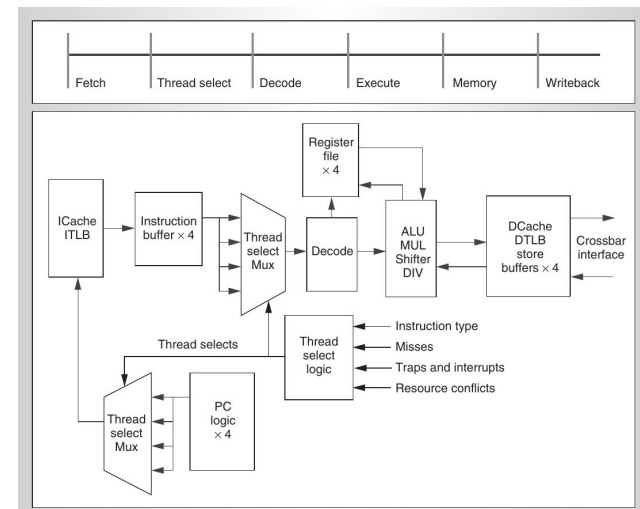 Fetch
Thread select
Decode
Execute
Memory
Writeback
Register
file
× 4
ICache
ITLB
Instruction
buffer × 4
Thread
select
Mux
Decode
ALU
MUL
Shifter
DIV
DCache
DTLB
store
buffers × 4
Crossbar
interface
Thread selects
Thread
select
logic
Instruction type
Misses
Traps and interrupts
Resource conflicts
Thread
select
Mux
PC
logic
× 4